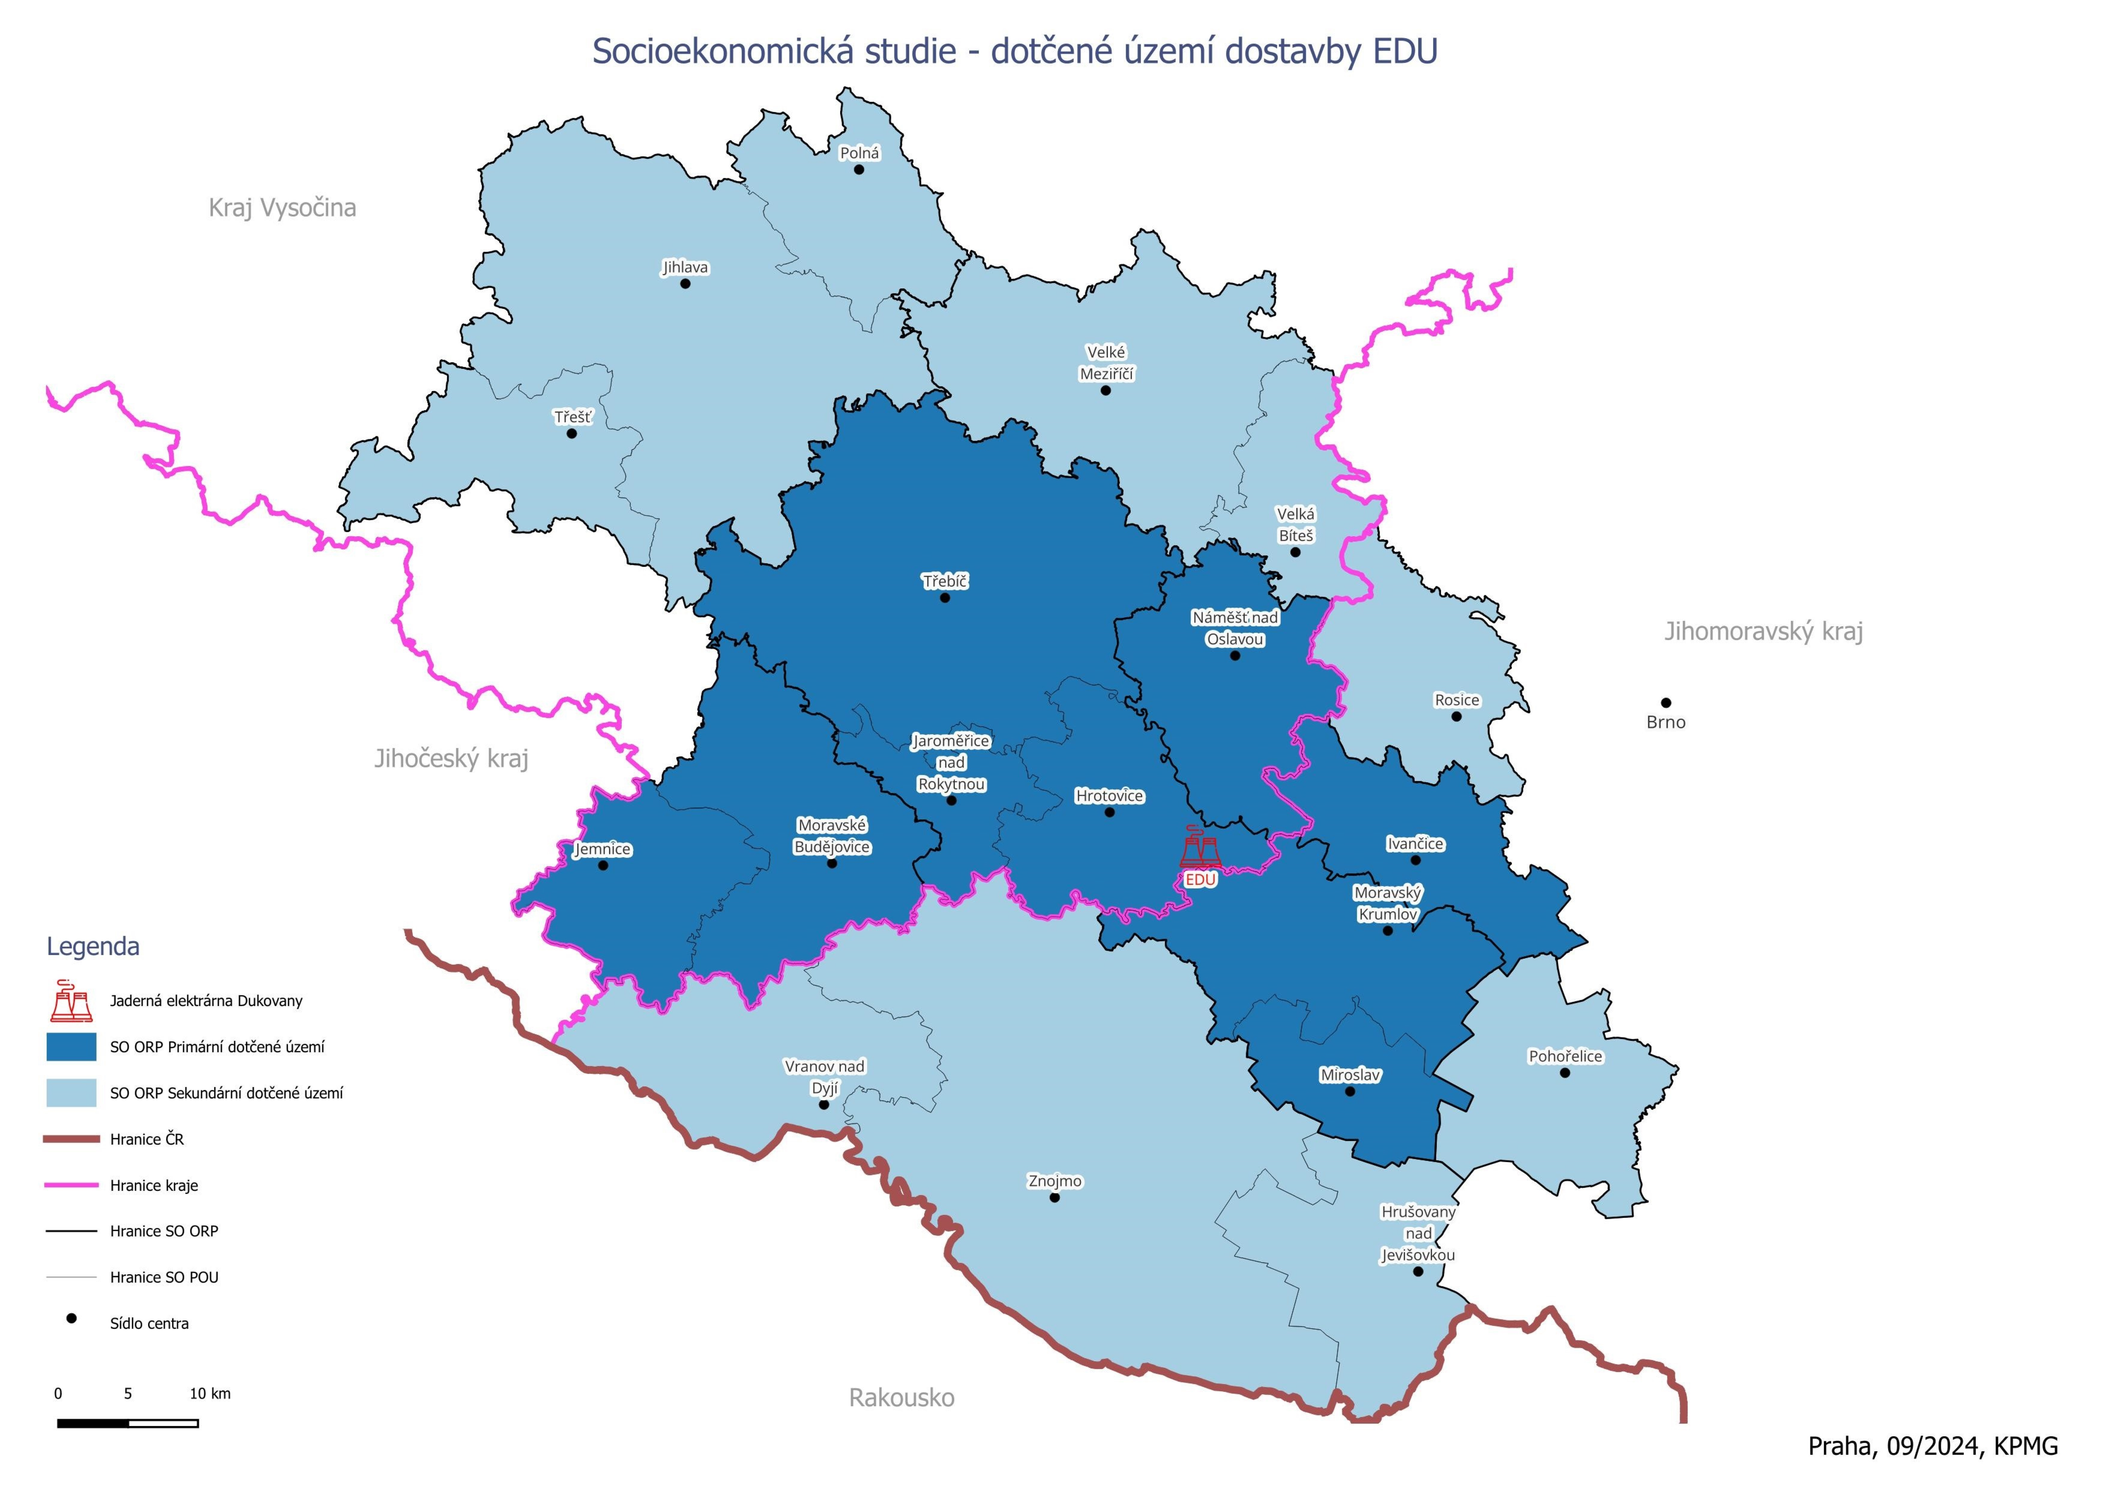 Socioekonomická studie - dotčené území dostavby EDU
Polná
Kraj Vysočina
Jihlava
Velké
Meziříčí
Třešť
Velká
Bíteš
Třebíč
Náměšť nad
Oslavou
Jihomoravský kraj
Rosice
Brno
Jihočeský kraj
Jaroměřice
nad
Rokytnou
Hrotovice
Moravské
Budějovice
Jemnice
Ivančice
EDU
Moravský
Krumlov
Pohořelice
Vranov nad
Dyjí
Miroslav
Znojmo
Hrušovany
nad
Jevišovkou
Rakousko
Legenda
Jaderná elektrárna Dukovany
SO ORP Primární dotčené území
SO ORP Sekundární dotčené území
Hranice ČR
Hranice kraje
Hranice SO ORP
Hranice SO POU
Sídlo centra
0 5 10 km
Praha, 09/2024, KPMG